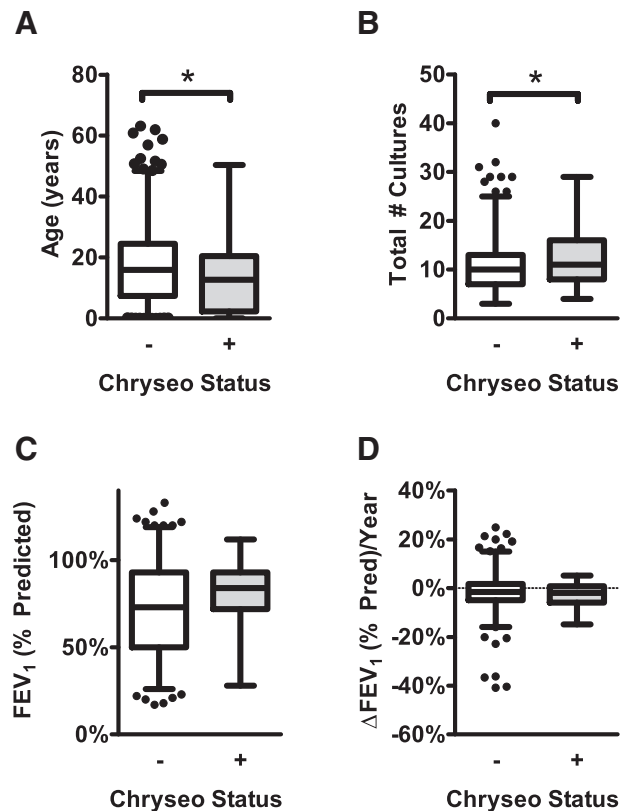 A
80
60
40
20
0
Age (years)
*
- +
Chryseo Status
B
50
40
30
20
10
0
Total # Cultures
*
- +
Chryseo Status
C
100%
50%
0%
FEV₁ (% Predicted)
- +
Chryseo Status
D
40%
20%
0%
-20%
-40%
-60%
ΔFEV₁ (% Pred)/Year
- +
Chryseo Status